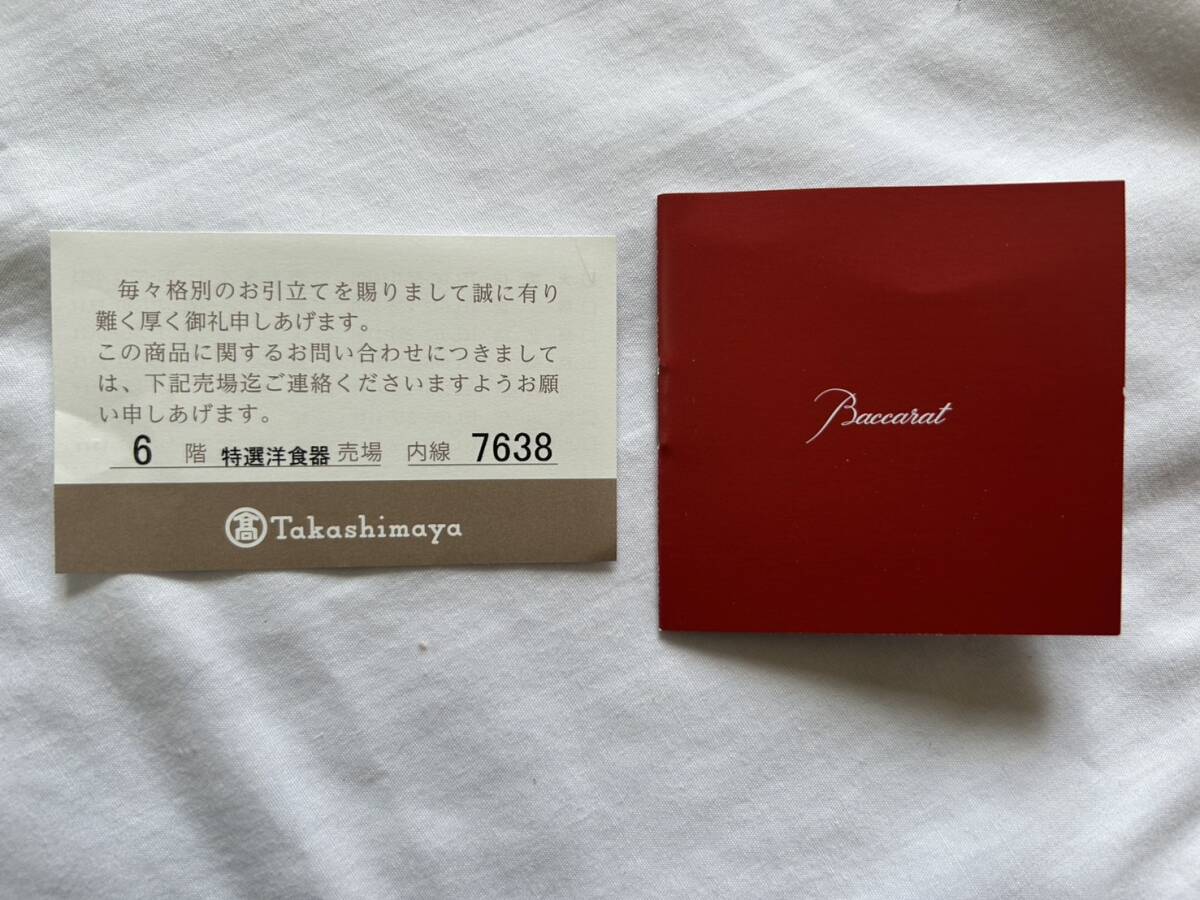 毎々格別のお引立てを賜りまして誠に有り
難く厚く御礼申しあげます。
この商品に関するお問い合わせにつきまして
は、下記売場迄ご連絡くださいますようお願
い申しあげます。
6 階 特選洋食器 売場 内線 7638
髙 Takashimaya
Baccarat